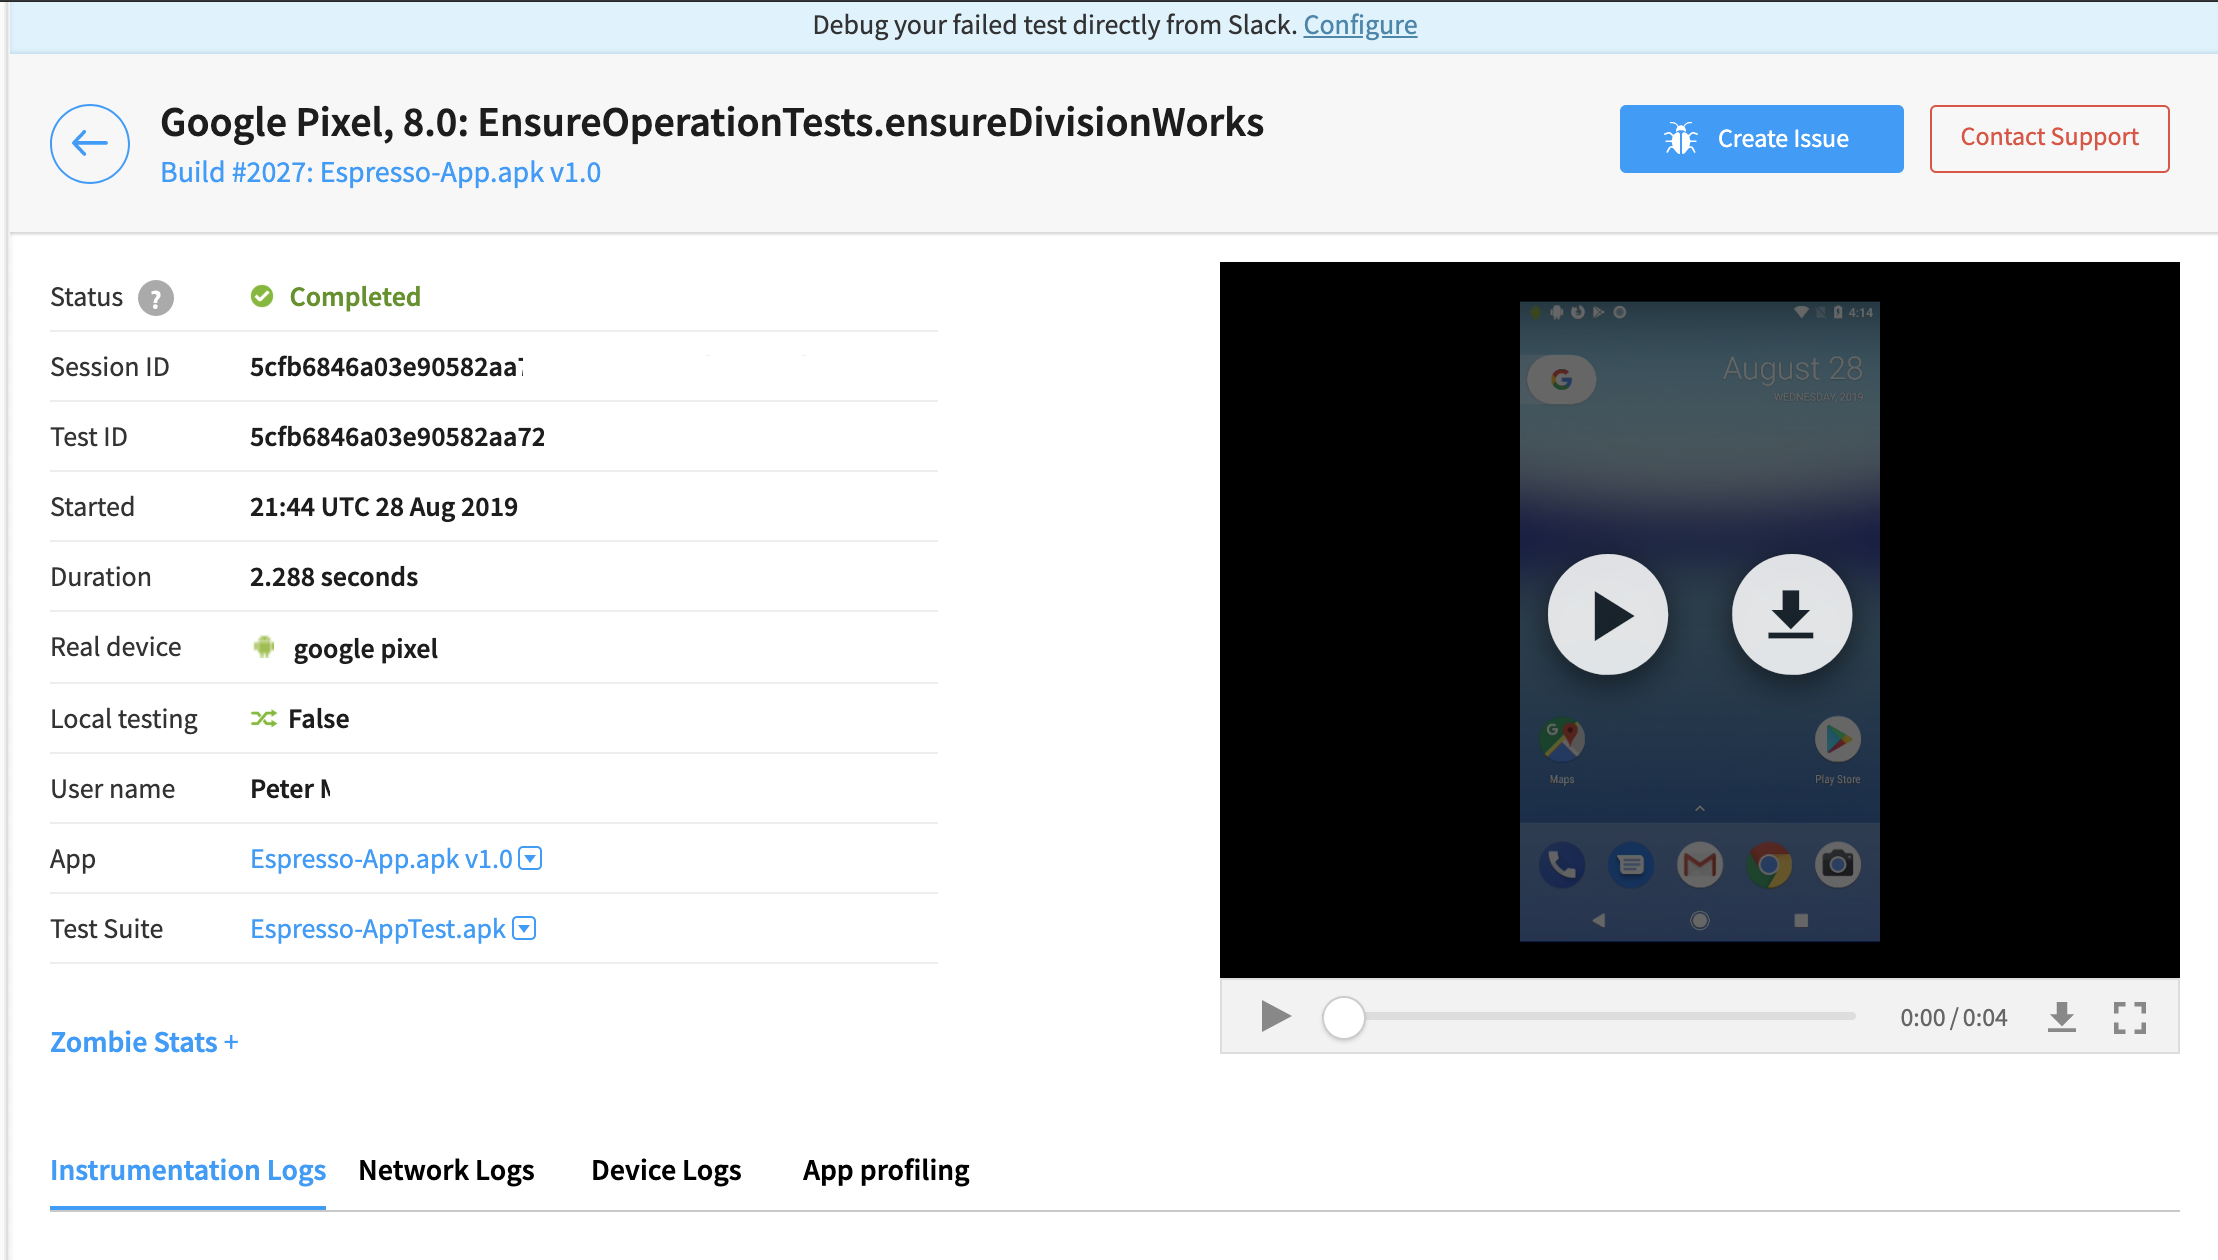 Debug your failed test directly from Slack. Configure
Google Pixel, 8.0: EnsureOperationTests.ensureDivisionWorks
Build #2027: Espresso-App.apk v1.0
Create Issue
Contact Support
Status ? Completed
Session ID 5cfb6846a03e90582aa
Test ID 5cfb6846a03e90582aa72
Started 21:44 UTC 28 Aug 2019
Duration 2.288 seconds
Real device google pixel
Local testing False
User name Peter
App Espresso-App.apk v1.0
Test Suite Espresso-AppTest.apk
Zombie Stats +
4:14
G
August 28
WEDNESDAY, 2019
Maps
Play Store
0:00 / 0:04
Instrumentation Logs Network Logs Device Logs App profiling